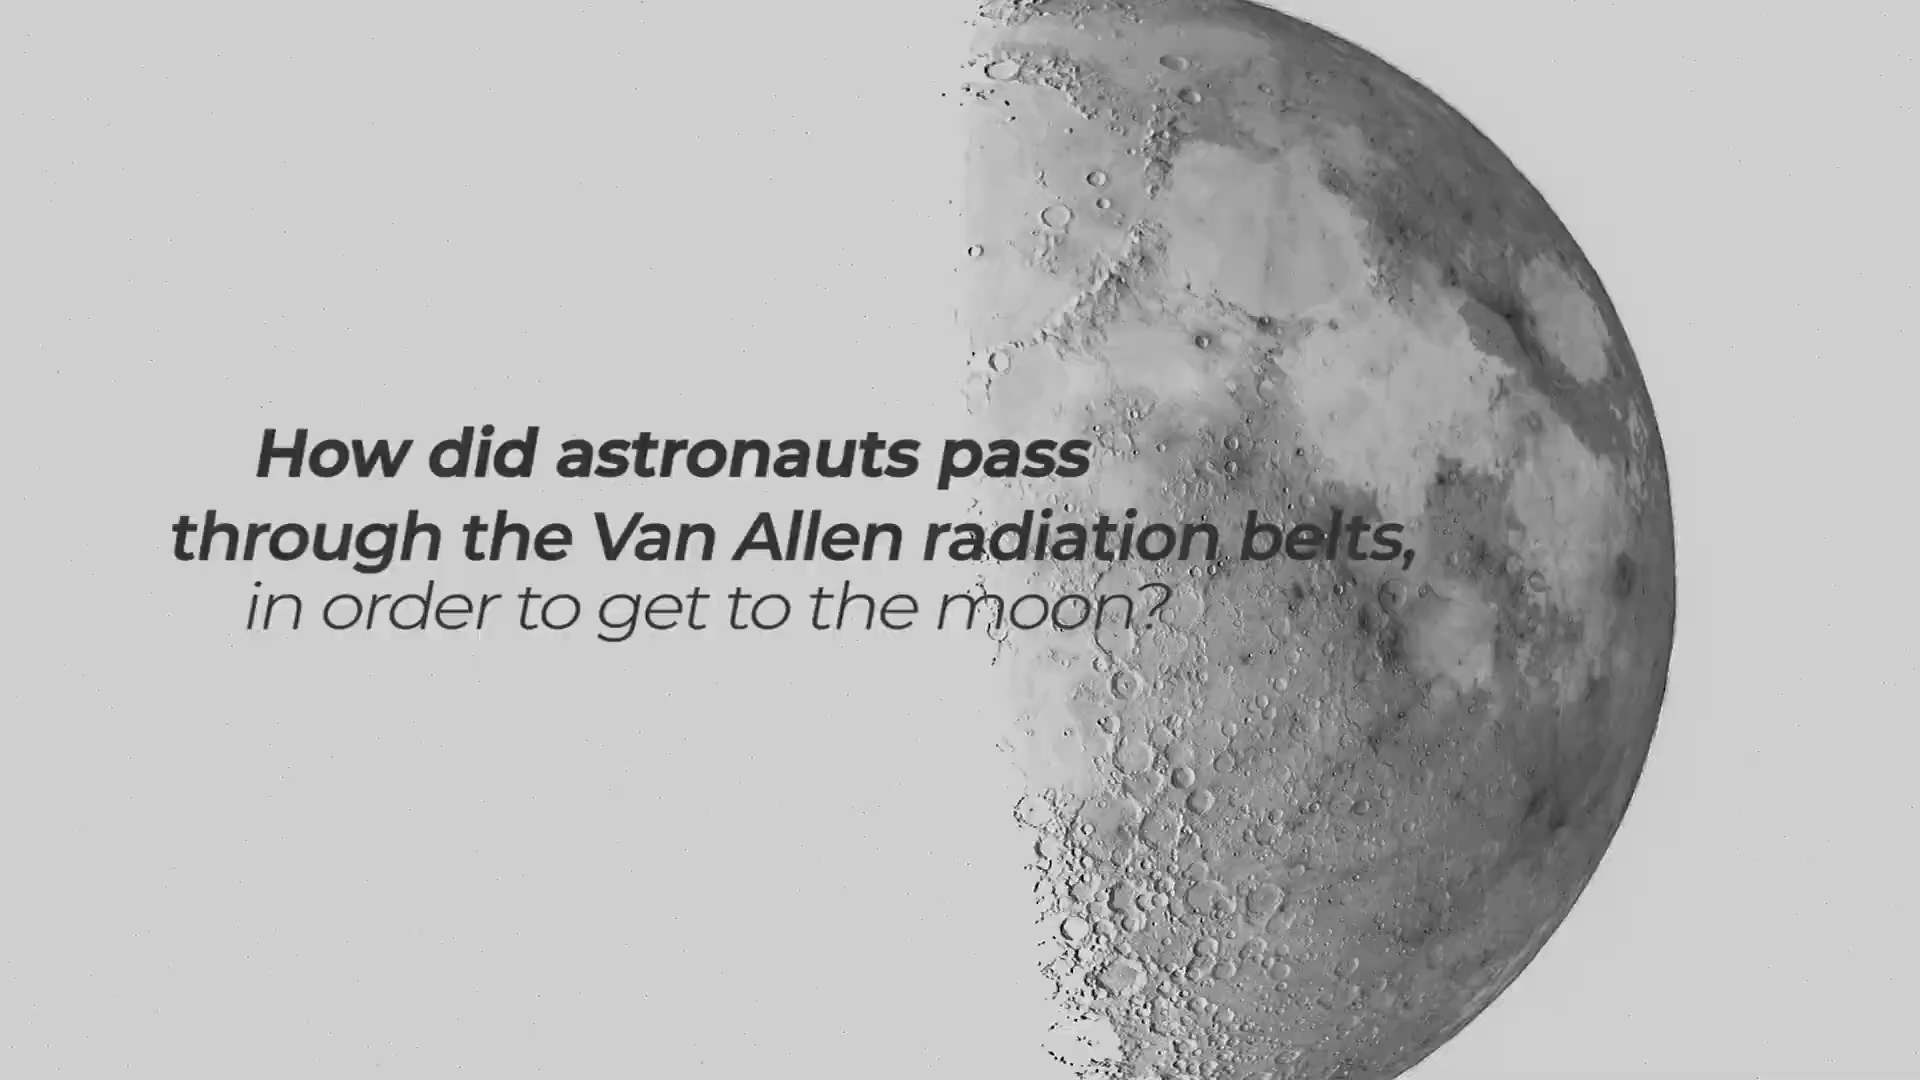 How did astronauts pass
through the Van Allen radiation belts,
in order to get to the moon?